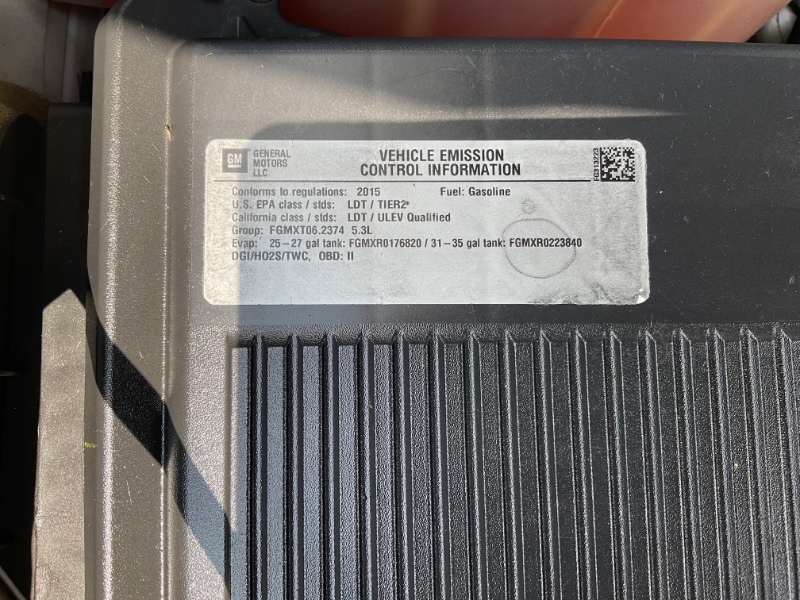 GM GENERAL MOTORS LLC
VEHICLE EMISSION
CONTROL INFORMATION
FG313223
Conforms to regulations: 2015 Fuel: Gasoline
U.S. EPA class / stds: LDT / TIER2*
California class / stds: LDT / ULEV Qualified
Group: FGMXT06.2374 5.3L
Evap: 25-27 gal tank: FGMXR0176820 / 31-35 gal tank: FGMXR0223840
DGI/HO2S/TWC, OBD: II